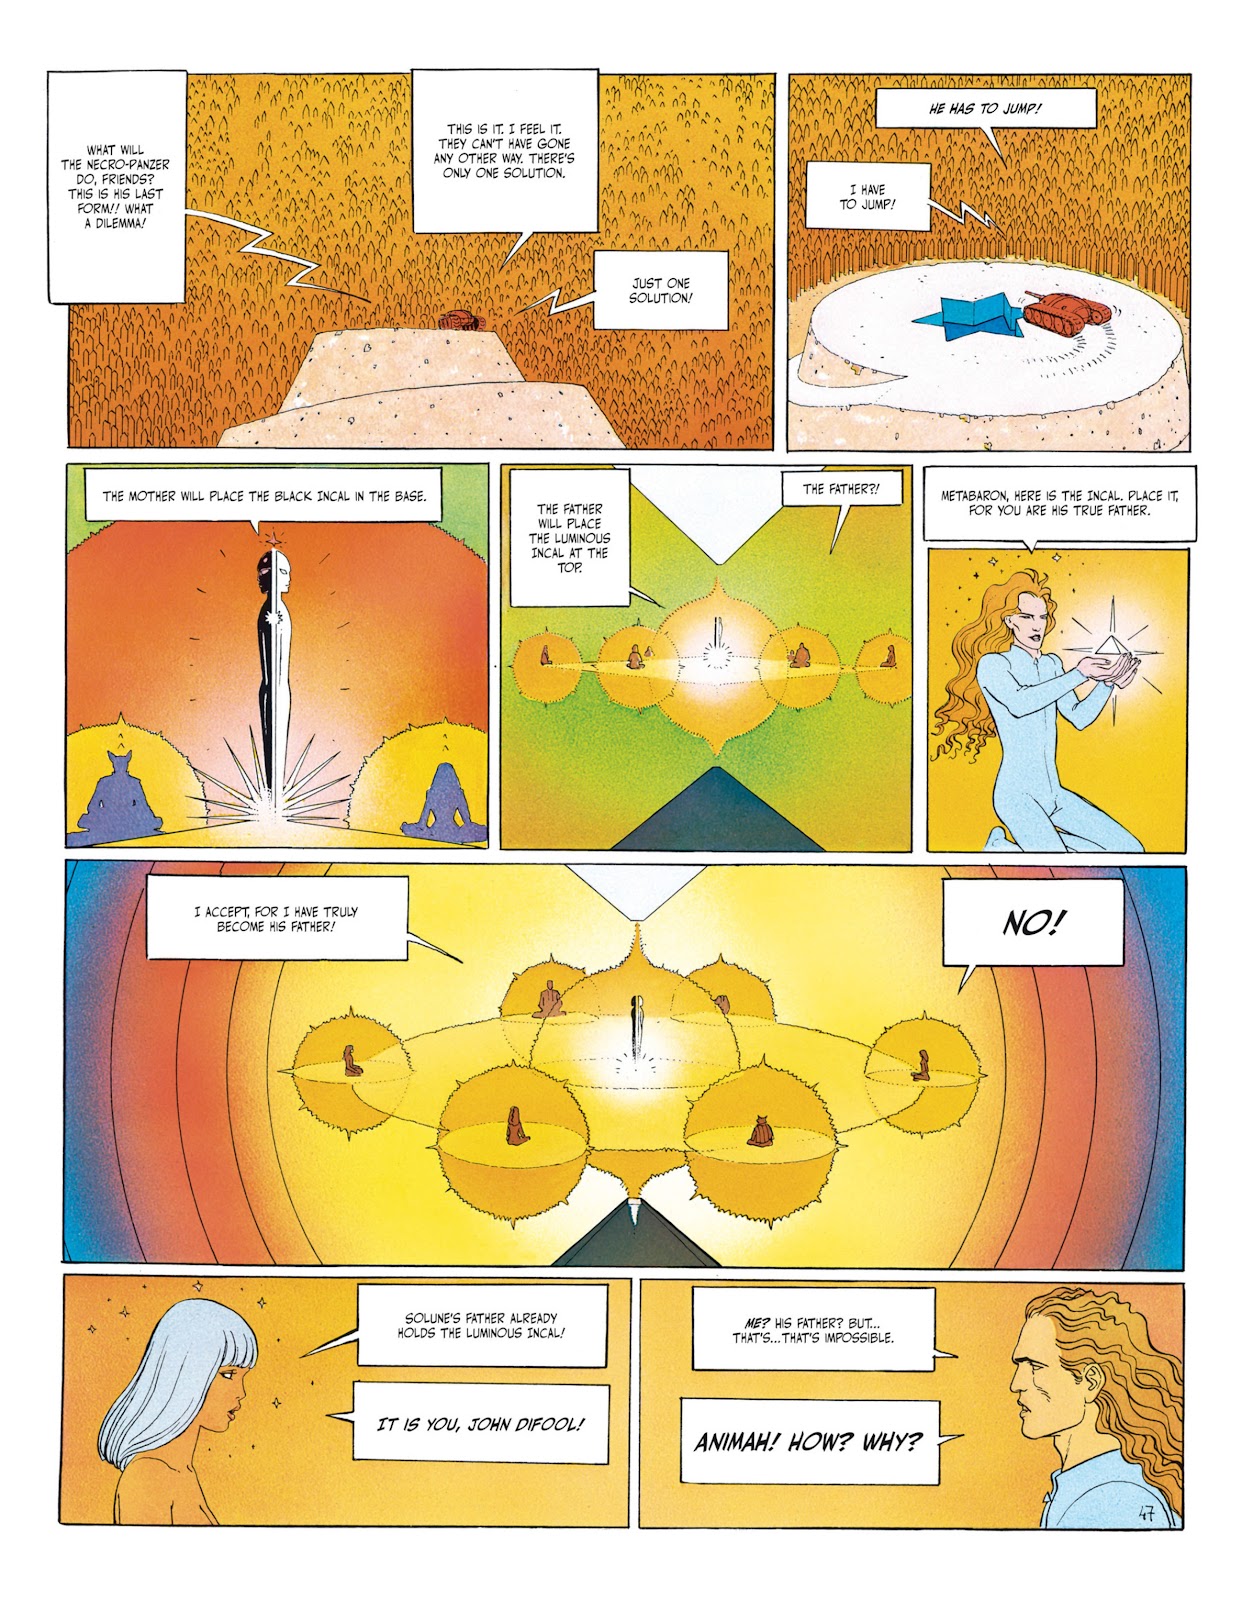 WHAT WILL
THE NECRO-PANZER
DO, FRIENDS?
THIS IS HIS LAST
FORM!! WHAT
A DILEMMA!
THIS IS IT. I FEEL IT.
THEY CAN'T HAVE GONE
ANY OTHER WAY. THERE'S
ONLY ONE SOLUTION.
JUST ONE
SOLUTION!
HE HAS TO JUMP!
I HAVE
TO JUMP!
THE MOTHER WILL PLACE THE BLACK INCAL IN THE BASE.
THE FATHER
WILL PLACE
THE LUMINOUS
INCAL AT THE
TOP.
THE FATHER?!
METABARON, HERE IS THE INCAL. PLACE IT,
FOR YOU ARE HIS TRUE FATHER.
I ACCEPT, FOR I HAVE TRULY
BECOME HIS FATHER!
NO!
SOLUNE'S FATHER ALREADY
HOLDS THE LUMINOUS INCAL!
IT IS YOU, JOHN DIFOOL!
ME? HIS FATHER? BUT...
THAT'S...THAT'S IMPOSSIBLE.
ANIMAH! HOW? WHY?
47